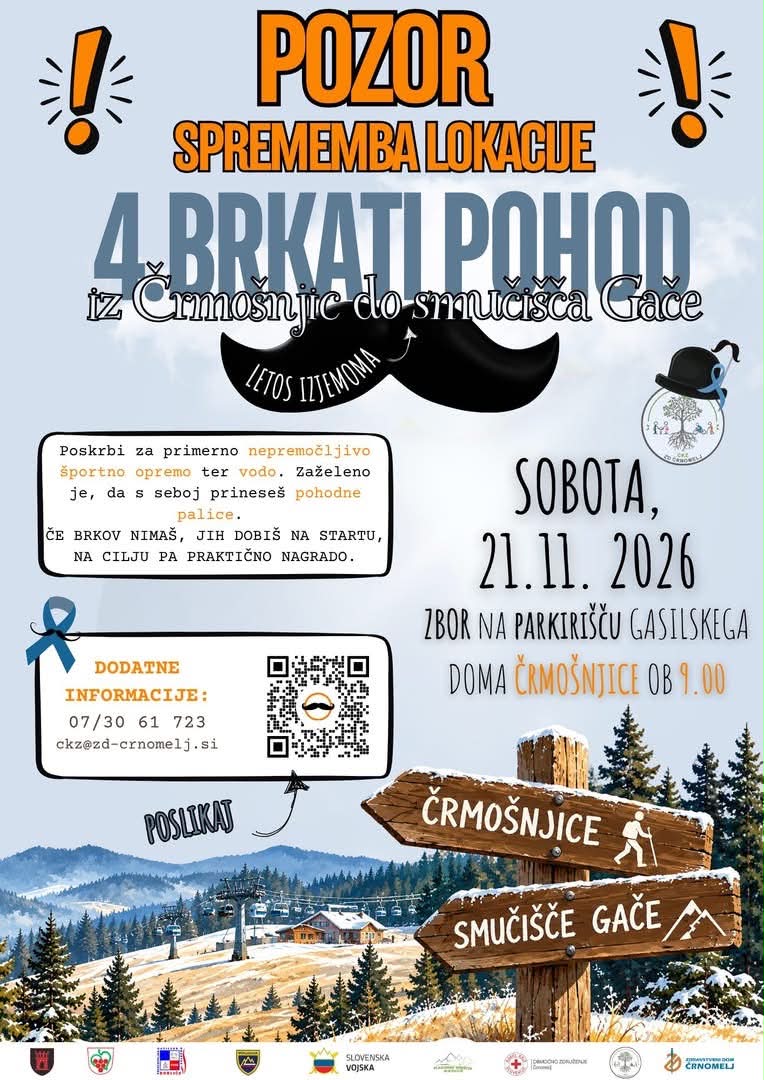 POZOR
SPREMEMBA LOKACIJE
4.BRKATI POHOD
iz Črmošnjic do smučišča Gače
LETOS IZJEMOMA
Poskrbi za primerno nepremočljivo
športno opremo ter vodo. Zaželeno
je, da s seboj prineseš pohodne
palice.
ČE BRKOV NIMAŠ, JIH DOBIŠ NA STARTU,
NA CILJU PA PRAKTIČNO NAGRADO.
CKZ
ZD ČRNOMELJ
SOBOTA,
21.11. 2026
ZBOR NA PARKIRIŠČU GASILSKEGA
DOMA ČRMOŠNJICE OB 9.00
DODATNE
INFORMACIJE:
07/30 61 723
ckz@zd-crnomelj.si
POSLIKAJ
ČRMOŠNJICE
SMUČIŠČE GAČE
SLOVENSKA
VOJSKA
OBMOČNO ZDRUŽENJE
ZDRAVSTVENI DOM
ČRNOMELJ